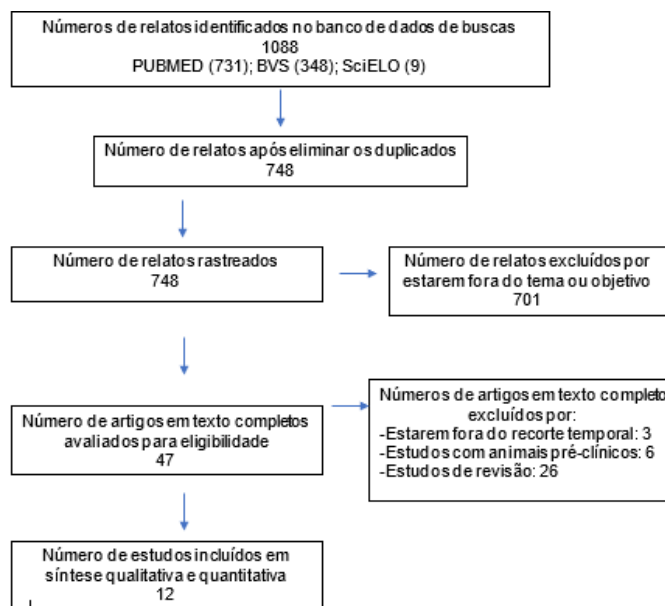 Números de relatos identificados no banco de dados de buscas
1088
PUBMED (731); BVS (348); SciELO (9)
Número de relatos após eliminar os duplicados
748
Número de relatos rastreados
748
Número de relatos excluídos por
estarem fora do tema ou objetivo
701
Número de artigos em texto completos
avaliados para eligibilidade
47
Números de artigos em texto completo
excluídos por:
-Estarem fora do recorte temporal: 3
-Estudos com animais pré-clínicos: 6
-Estudos de revisão: 26
Número de estudos incluídos em
síntese qualitativa e quantitativa
12